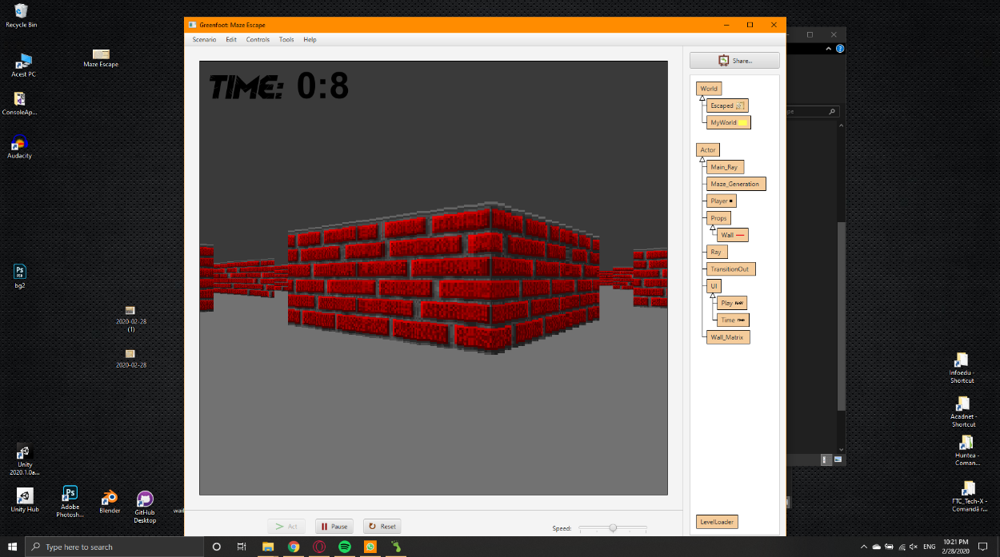 Recycle Bin
Acest PC
Maze Escape
ConsoleAp...
Audacity
bg2
2020-02-28
(1)
2020-02-28
Unity
2020.1.0a...
Unity Hub
Adobe
Photosh...
Blender
GitHub
Desktop
Greenfoot: Maze Escape
Scenario Edit Controls Tools Help
TIME: 0:8
Share...
World
Escaped
MyWorld
Actor
Main_Ray
Maze_Generation
Player
Props
Wall
Ray
TransitionOut
UI
Play
Time
Wall_Matrix
LevelLoader
Act
Pause
Reset
Speed:
Infoedu -
Shortcut
Acadnet -
Shortcut
Huntea -
Coman...
FTC_Tech-X -
Comandă r...
Type here to search
ENG
10:21 PM
2/28/2020